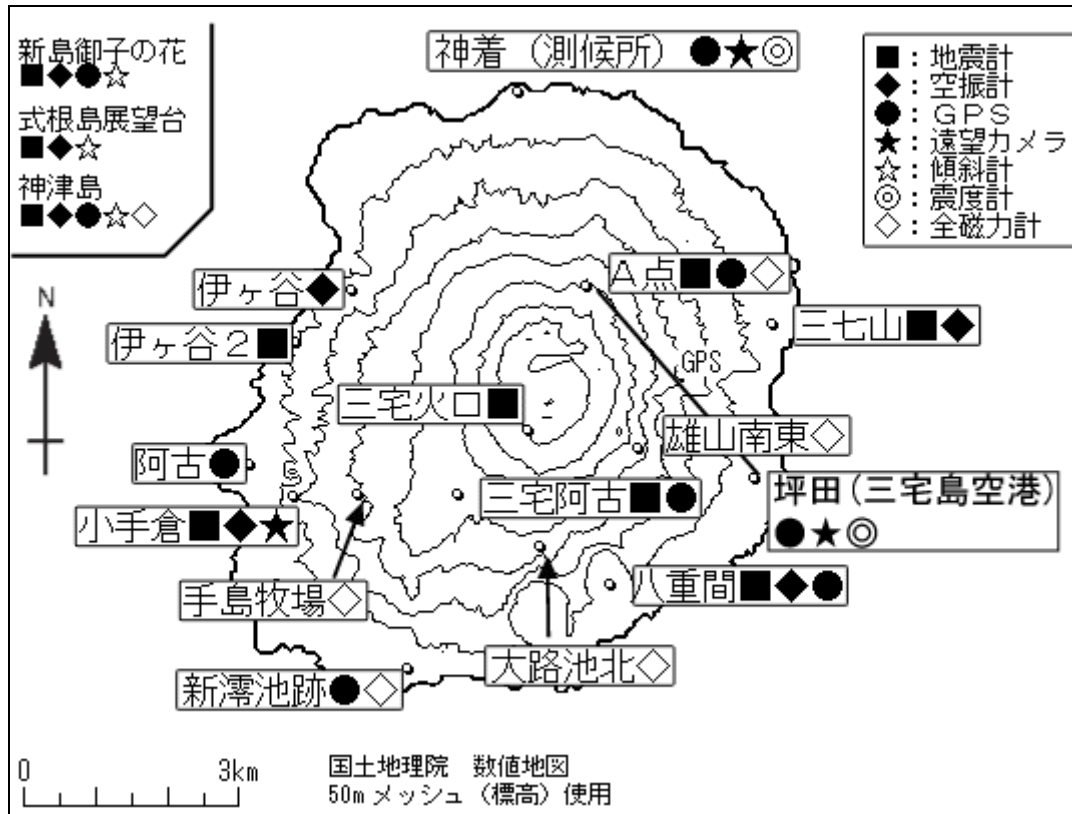 新島御子の花
■◆●☆
式根島展望台
■◆☆
神津島
■◆●☆◇
神着（測候所） ●★◎
■：地震計
◆：空振計
●：ＧＰＳ
★：遠望カメラ
☆：傾斜計
◎：震度計
◇：全磁力計
N
伊ヶ谷◆
Ａ点■●◇
伊ヶ谷２■
三七山■◆
GPS
三宅火口■
雄山南東◇
阿古●
三宅阿古■●
坪田(三宅島空港)
●★◎
小手倉■◆★
手島牧場◇
八重間■◆●
大路池北◇
新澪池跡●◇
0 3km
国土地理院 数値地図
50mメッシュ（標高）使用